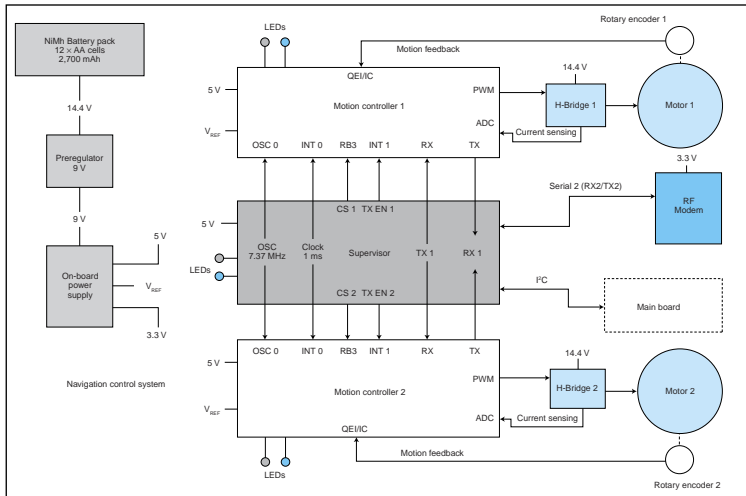 LEDs
Rotary encoder 1
NiMh Battery pack
12 × AA cells
2,700 mAh
Motion feedback
QEI/IC
14.4 V
5 V
PWM
Motion controller 1
H-Bridge 1
Motor 1
14.4 V
V_REF
ADC
Current sensing
OSC 0
INT 0
RB3
INT 1
RX
TX
Preregulator
9 V
3.3 V
Serial 2 (RX2/TX2)
RF
Modem
CS 1
TX EN 1
9 V
5 V
5 V
OSC
7.37 MHz
Clock
1 ms
Supervisor
TX 1
RX 1
LEDs
On-board
power
supply
V_REF
I²C
CS 2
TX EN 2
Main board
3.3 V
OSC 0
INT 0
RB3
INT 1
RX
TX
14.4 V
5 V
PWM
Navigation control system
Motion controller 2
H-Bridge 2
Motor 2
V_REF
ADC
Current sensing
QEI/IC
Motion feedback
LEDs
Rotary encoder 2